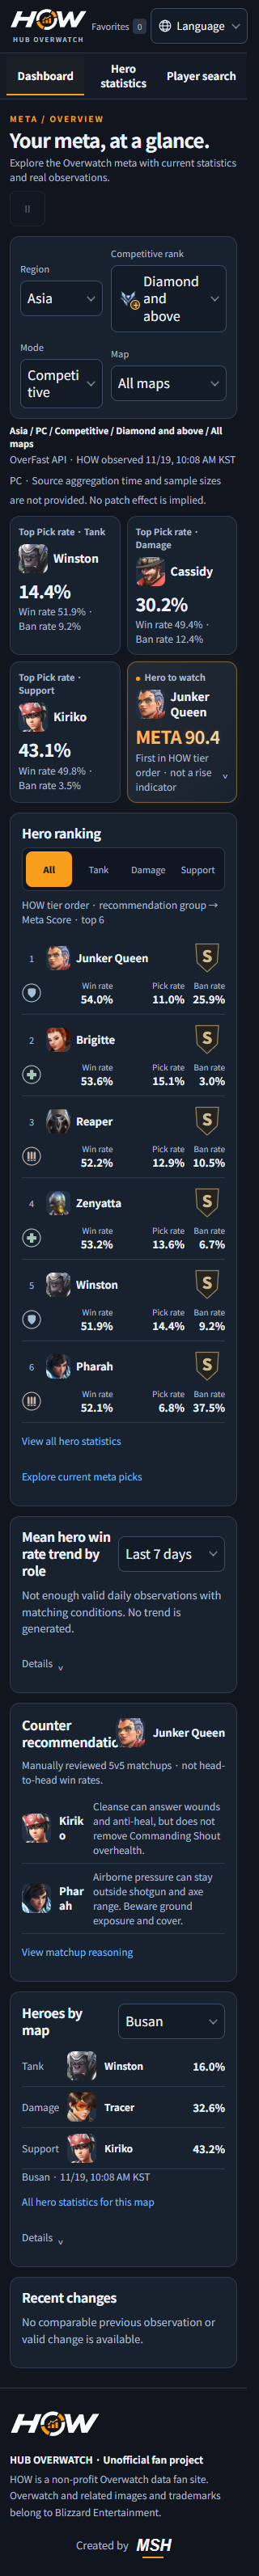 HOW
HUB OVERWATCH
Favorites 0
Language
Dashboard
Hero
statistics
Player search
META / OVERVIEW
Your meta, at a glance.
Explore the Overwatch meta with current statistics
and real observations.
Region
Asia
Competitive rank
Diamond
and
above
Mode
Competi
tive
Map
All maps
Asia / PC / Competitive / Diamond and above / All
maps
OverFast API · HOW observed 11/19, 10:08 AM KST
PC · Source aggregation time and sample sizes
are not provided. No patch effect is implied.
Top Pick rate · Tank
Winston
14.4%
Win rate 51.9% ·
Ban rate 9.2%
Top Pick rate ·
Damage
Cassidy
30.2%
Win rate 49.4% ·
Ban rate 12.4%
Top Pick rate ·
Support
Kiriko
43.1%
Win rate 49.8% ·
Ban rate 3.5%
Hero to watch
Junker
Queen
META 90.4
First in HOW tier
order · not a rise
indicator
Hero ranking
All
Tank
Damage
Support
HOW tier order · recommendation group →
Meta Score · top 6
1 Junker Queen S
Win rate Pick rate Ban rate
54.0% 11.0% 25.9%
2 Brigitte S
Win rate Pick rate Ban rate
53.6% 15.1% 3.0%
3 Reaper S
Win rate Pick rate Ban rate
52.2% 12.9% 10.5%
4 Zenyatta S
Win rate Pick rate Ban rate
53.2% 13.6% 6.7%
5 Winston S
Win rate Pick rate Ban rate
51.9% 14.4% 9.2%
6 Pharah S
Win rate Pick rate Ban rate
52.1% 6.8% 37.5%
View all hero statistics
Explore current meta picks
Mean hero win
rate trend by
role
Last 7 days
Not enough valid daily observations with
matching conditions. No trend is
generated.
Details
Counter
recommendatio
Junker Queen
Manually reviewed 5v5 matchups · not head-
to-head win rates.
Kirik
o
Cleanse can answer wounds
and anti-heal, but does not
remove Commanding Shout
overhealth.
Phar
ah
Airborne pressure can stay
outside shotgun and axe
range. Beware ground
exposure and cover.
View matchup reasoning
Heroes by
map
Busan
Tank Winston 16.0%
Damage Tracer 32.6%
Support Kiriko 43.2%
Busan · 11/19, 10:08 AM KST
All hero statistics for this map
Details
Recent changes
No comparable previous observation or
valid change is available.
HOW
HUB OVERWATCH · Unofficial fan project
HOW is a non-profit Overwatch data fan site.
Overwatch and related images and trademarks
belong to Blizzard Entertainment.
Created by MSH